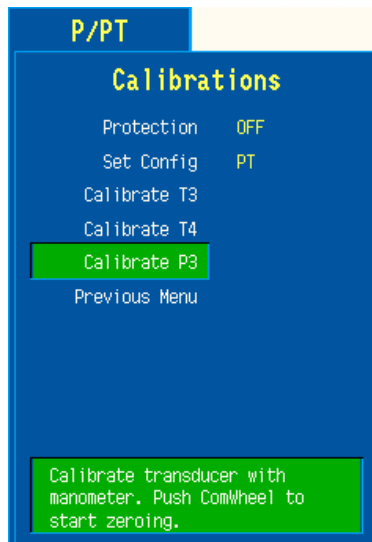 P/PT
Calibrations
Protection OFF
Set Config PT
Calibrate T3
Calibrate T4
Calibrate P3
Previous Menu
Calibrate transducer with
manometer. Push ComWheel to
start zeroing.